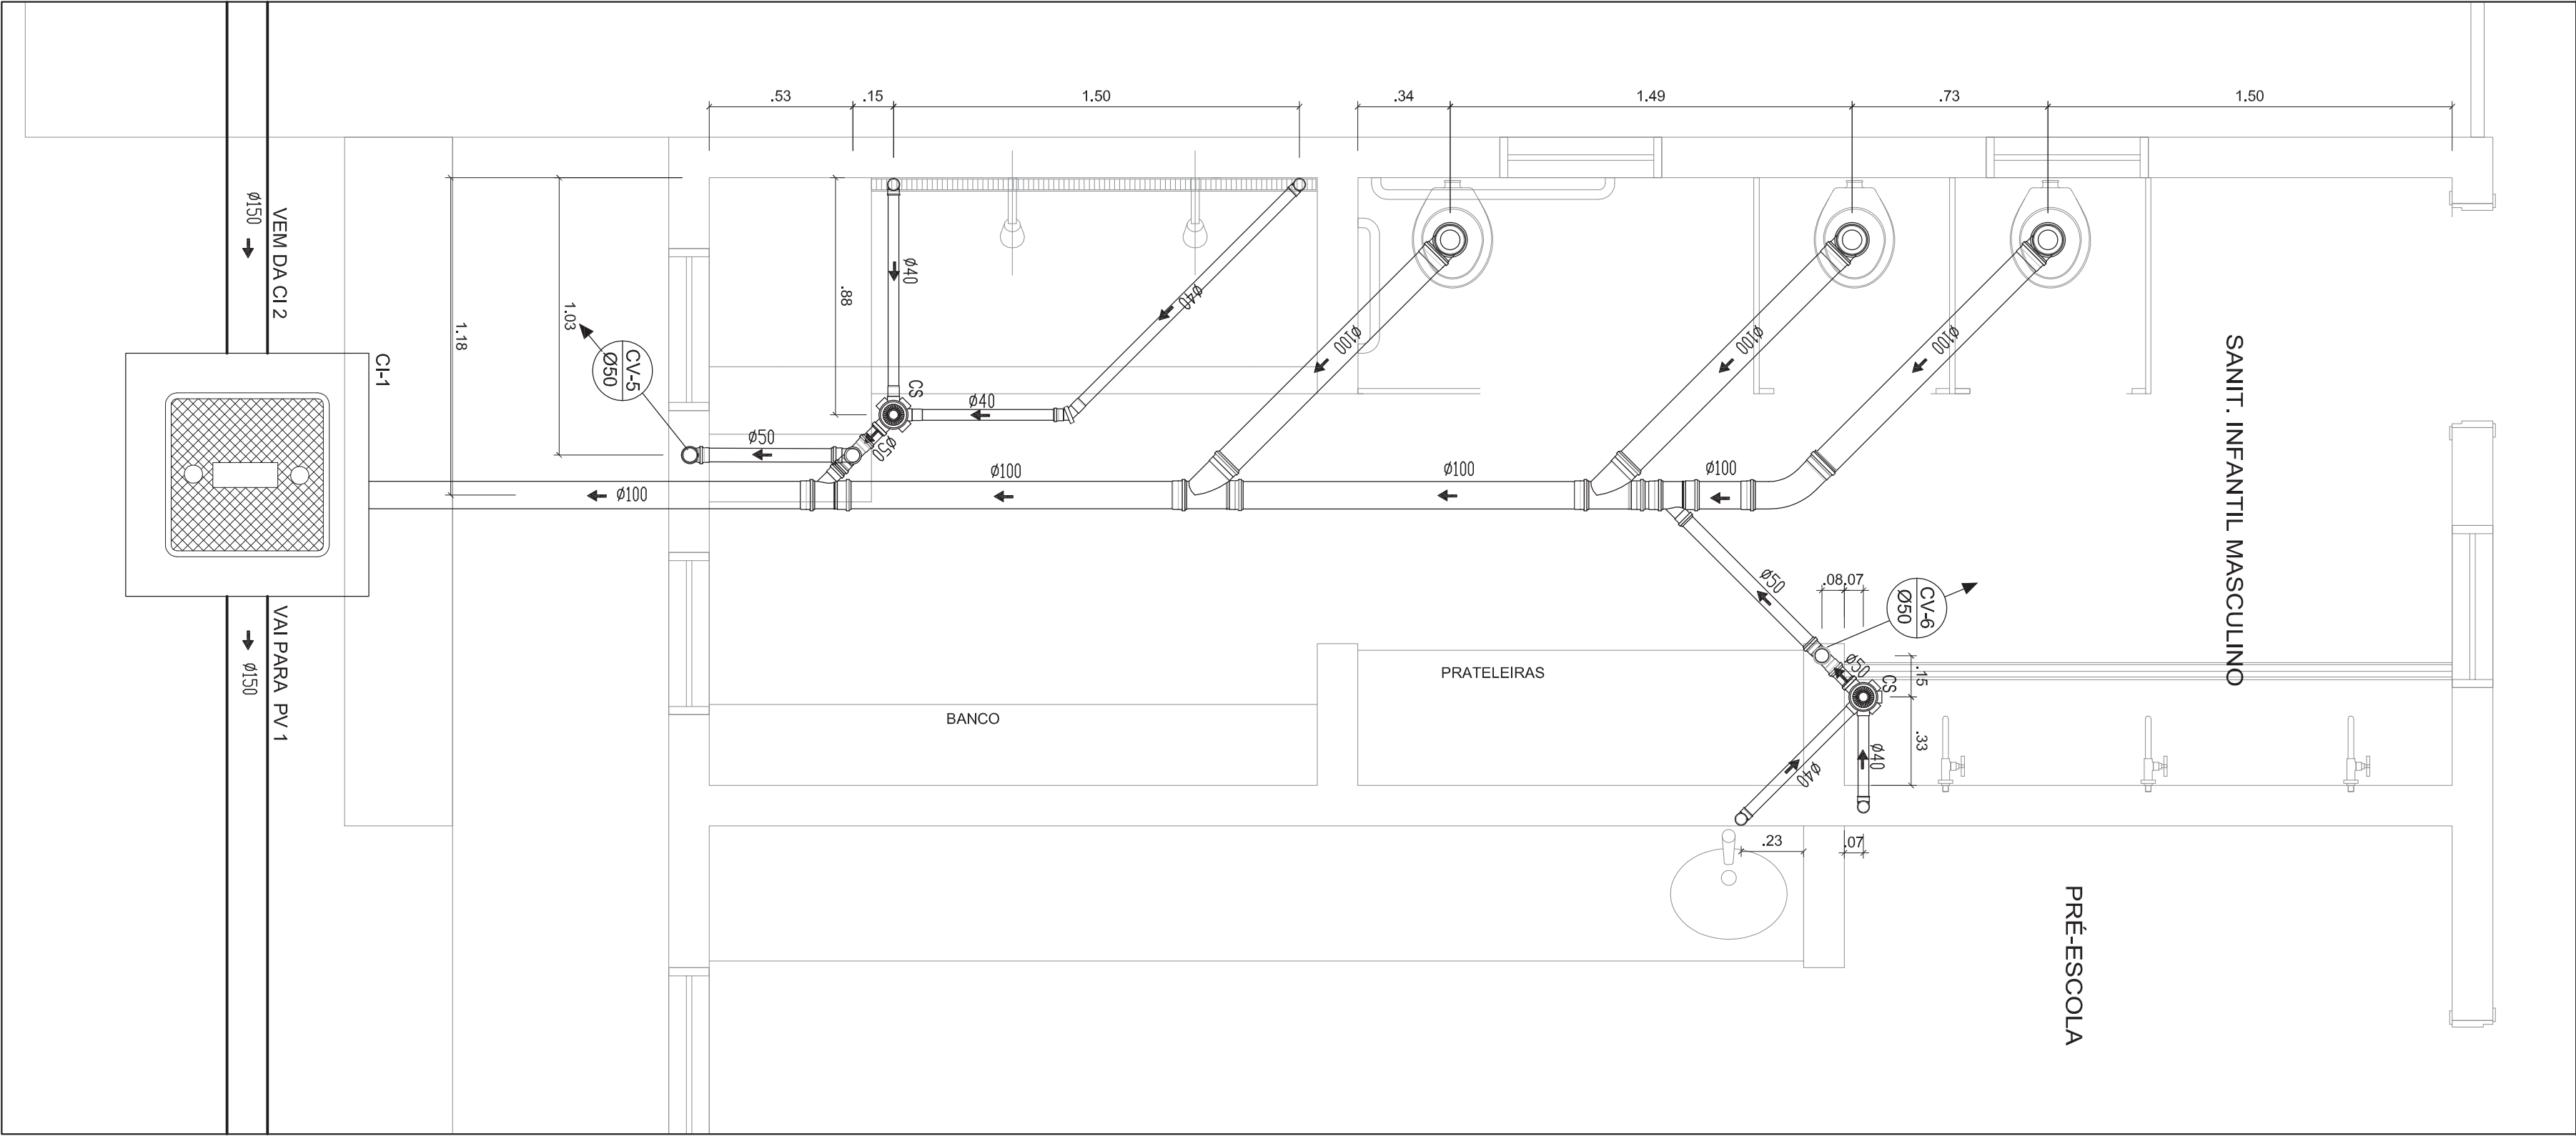 .53
.15
1.50
.34
1.49
.73
1.50
Ø150
VEM DA CI 2
Ø40
Ø40
.88
1.03
1.18
CI-1
CV-5
Ø50
CS
Ø40
Ø50
Ø50
Ø100
Ø100
Ø100
SANIT. INFANTIL MASCULINO
Ø100
Ø100
Ø100
Ø100
Ø50
.08
.07
CV-6
Ø50
Ø50
CS
.15
.33
Ø40
Ø40
VAI PARA PV 1
Ø150
PRATELEIRAS
BANCO
.23
.07
PRÉ-ESCOLA